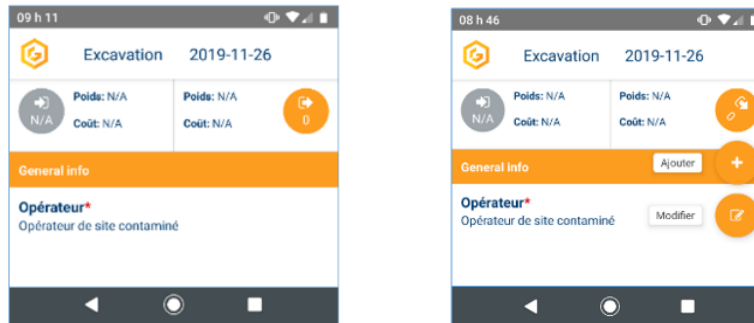 09 h 11
Excavation 2019-11-26
Poids: N/A
Coût: N/A
N/A
Poids: N/A
Coût: N/A
0
General info
Opérateur*
Opérateur de site contaminé
08 h 46
Excavation 2019-11-26
Poids: N/A
Coût: N/A
N/A
Poids: N/A
Coût: N/A
General info
Ajouter
Opérateur*
Opérateur de site contaminé
Modifier